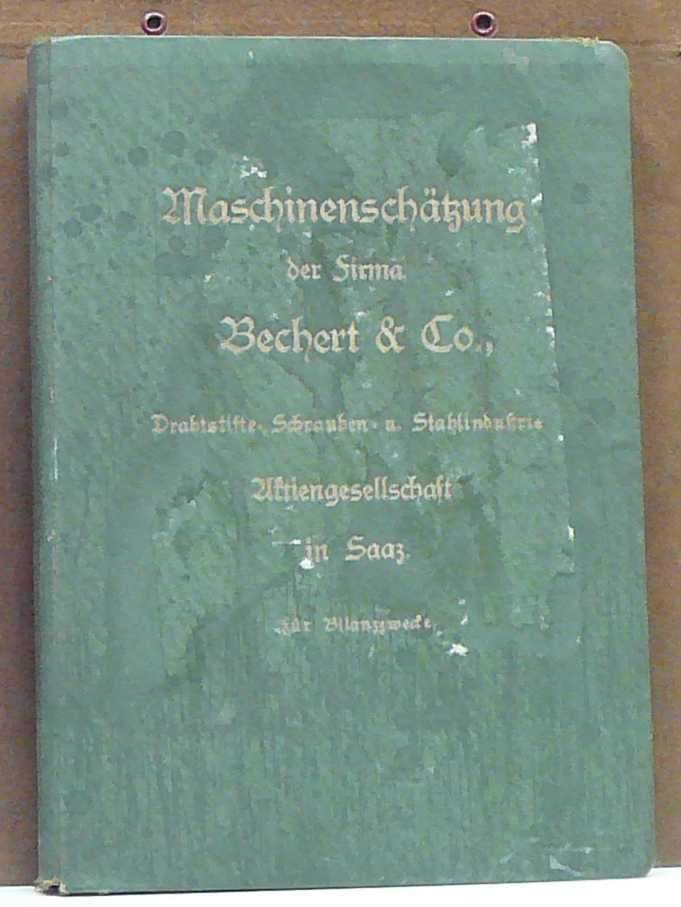 Maschinenschätzung
der Firma
Bechert & Co.,
Drahtstifte- Schrauben- u. Stahlindustrie
Aktiengesellschaft
in Saaz.
für Bilanzzwecke.